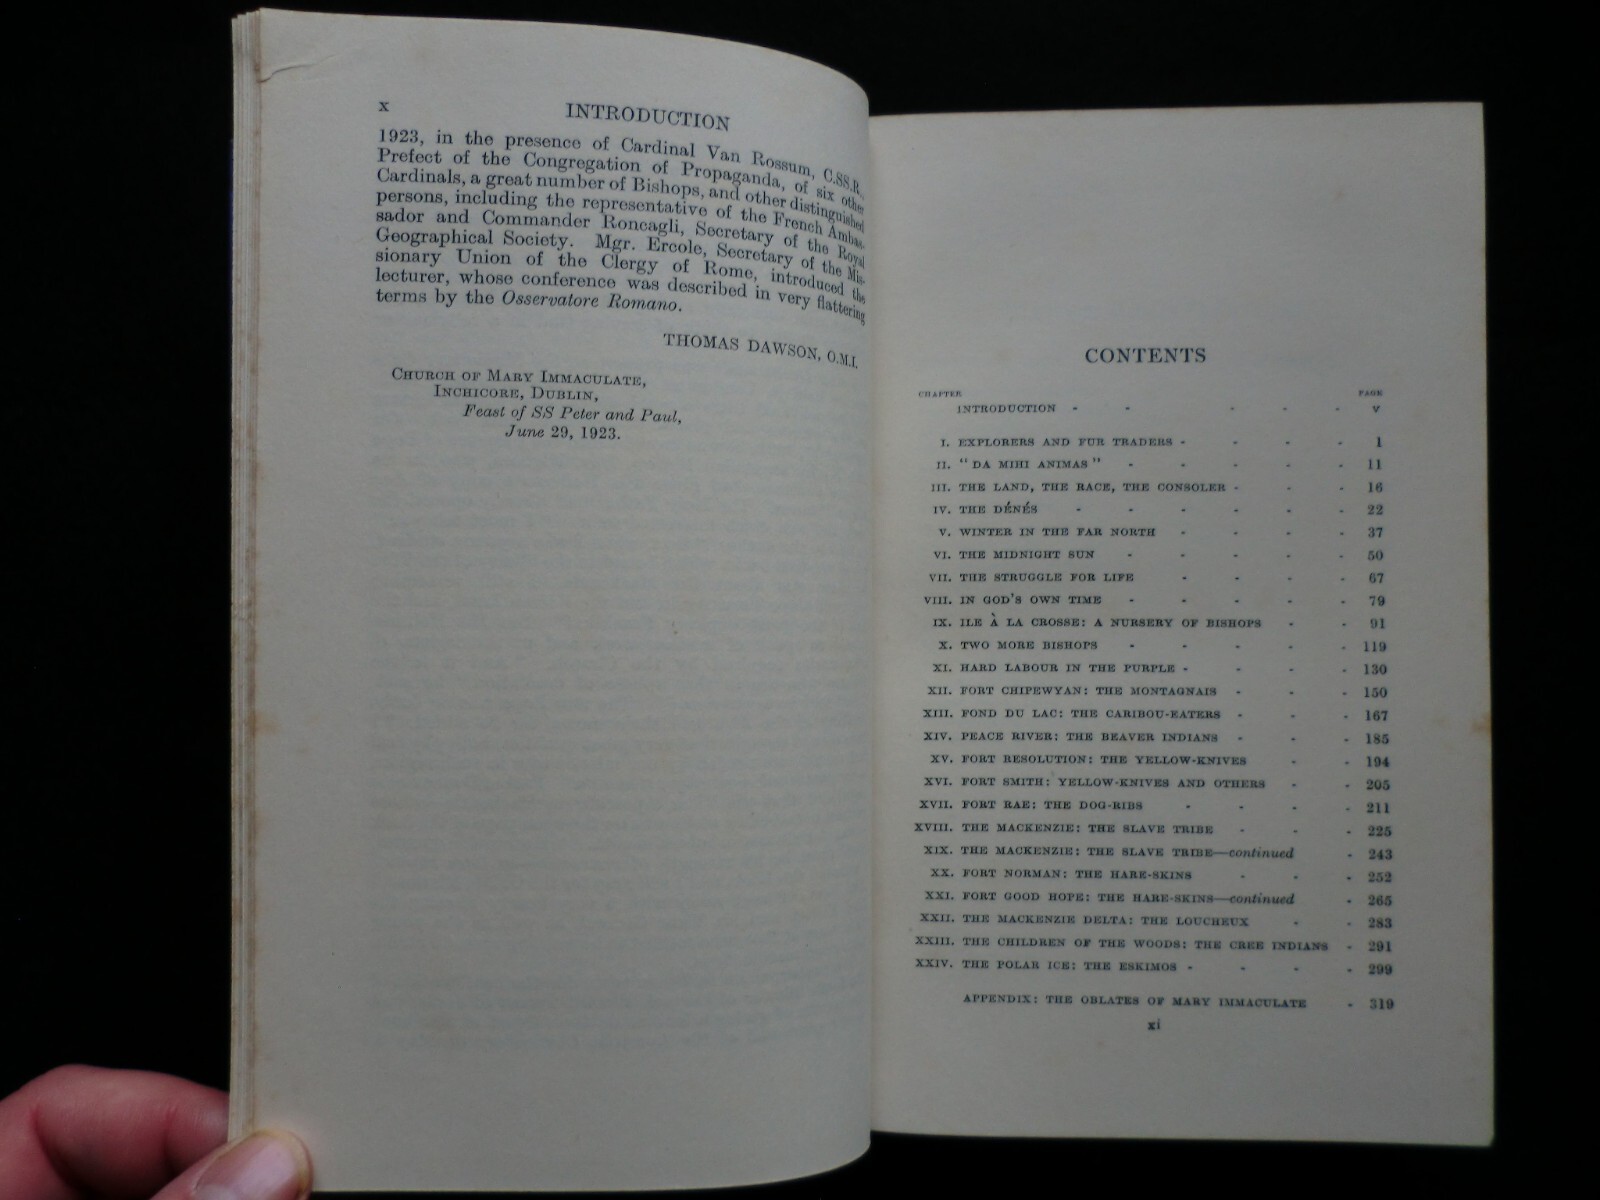 x INTRODUCTION
1923, in the presence of Cardinal Van Rossum, C.SS.R.,
Prefect of the Congregation of Propaganda, of six other
Cardinals, a great number of Bishops, and other distinguished
persons, including the representative of the French Ambas-
sador and Commander Roncagli, Secretary of the Royal
Geographical Society. Mgr. Ercole, Secretary of the Mis-
sionary Union of the Clergy of Rome, introduced the
lecturer, whose conference was described in very flattering
terms by the Osservatore Romano.
THOMAS DAWSON, O.M.I.
CHURCH OF MARY IMMACULATE,
INCHICORE, DUBLIN,
Feast of SS Peter and Paul,
June 29, 1923.
CONTENTS
CHAPTER PAGE
INTRODUCTION - - - - - v
I. EXPLORERS AND FUR TRADERS - - - - 1
II. "DA MIHI ANIMAS" - - - - - 11
III. THE LAND, THE RACE, THE CONSOLER - - - 16
IV. THE DÉNÉS - - - - - - 22
V. WINTER IN THE FAR NORTH - - - - 37
VI. THE MIDNIGHT SUN - - - - - 50
VII. THE STRUGGLE FOR LIFE - - - - 67
VIII. IN GOD'S OWN TIME - - - - - 79
IX. ILE À LA CROSSE: A NURSERY OF BISHOPS - - 91
X. TWO MORE BISHOPS - - - - - 119
XI. HARD LABOUR IN THE PURPLE - - - - 130
XII. FORT CHIPEWYAN: THE MONTAGNAIS - - - 150
XIII. FOND DU LAC: THE CARIBOU-EATERS - - - 167
XIV. PEACE RIVER: THE BEAVER INDIANS - - - 185
XV. FORT RESOLUTION: THE YELLOW-KNIVES - - 194
XVI. FORT SMITH: YELLOW-KNIVES AND OTHERS - - 205
XVII. FORT RAE: THE DOG-RIBS - - - - 211
XVIII. THE MACKENZIE: THE SLAVE TRIBE - - - 225
XIX. THE MACKENZIE: THE SLAVE TRIBE—continued - 243
XX. FORT NORMAN: THE HARE-SKINS - - - 252
XXI. FORT GOOD HOPE: THE HARE-SKINS—continued - 265
XXII. THE MACKENZIE DELTA: THE LOUCHEUX - - 283
XXIII. THE CHILDREN OF THE WOODS: THE CREE INDIANS - 291
XXIV. THE POLAR ICE: THE ESKIMOS - - - - 299
APPENDIX: THE OBLATES OF MARY IMMACULATE - 319
xi